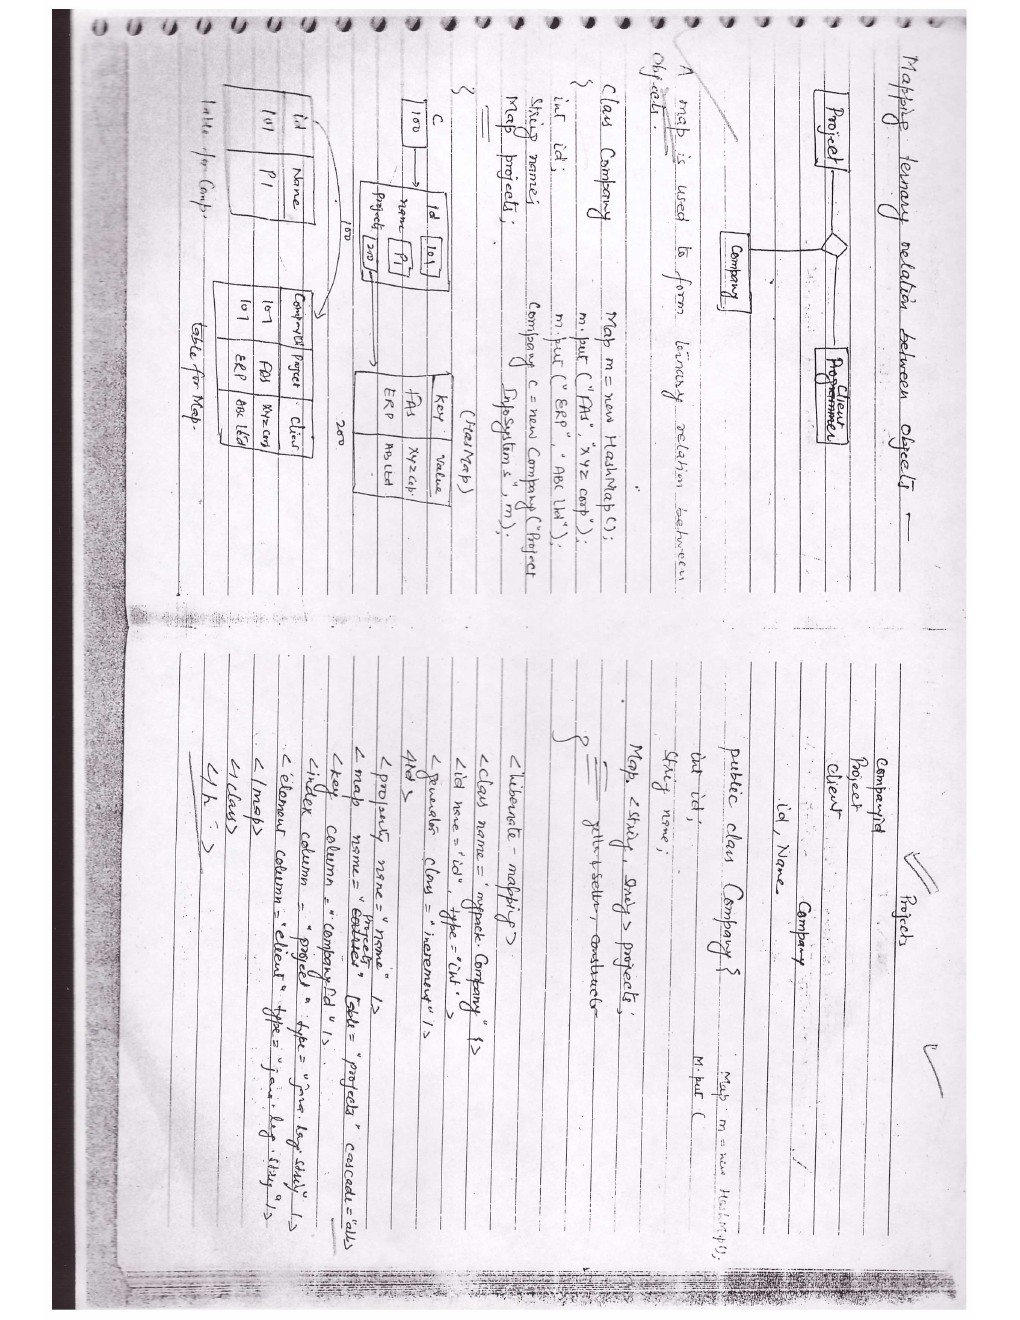 Mapping ternary relation between objects —
Project
Client
Programmer
Company
A map is used to form ternary relation between
Objects.
Class Company
{
int id;
String name;
Map projects;
}
Map m = new HashMap();
m.put ("FAS", "XYZ corp");
m.put ("ERP", "ABC Ltd");
Company c = new Company("Project
InfoSystems", m);
(HasMap)
C
100
id 101
name P1
Projects 200
100
Key Value
FAS XYZ Cop.
ERP AB Ltd
200
id Name
101 P1
table for Comp.
CompanyId Project Client
101 FAS XYZ Corp
101 ERP ABC Ltd
table for Map.
Projects
Companyid
Project
client
Company
id, Name
public class Company {
int id;
String name;
Map <string, string> projects;
getter & Setter, constructor
}
Map m = new HashMap();
M.put (
<hibernate-mapping>
<class name = "mypack.Company" }>
<id name = "id", type = "int" >
<generator class = "increment" />
</id>
<property name = "name" />
Projects
<map name = "Courses" table = "projects" cascade = "all>
<key column = "companyId" />.
<index column = "project" type = "java.lang.string" />
<element column = "client" type = "java.lang.string" />
</map>
</class>
</h - >